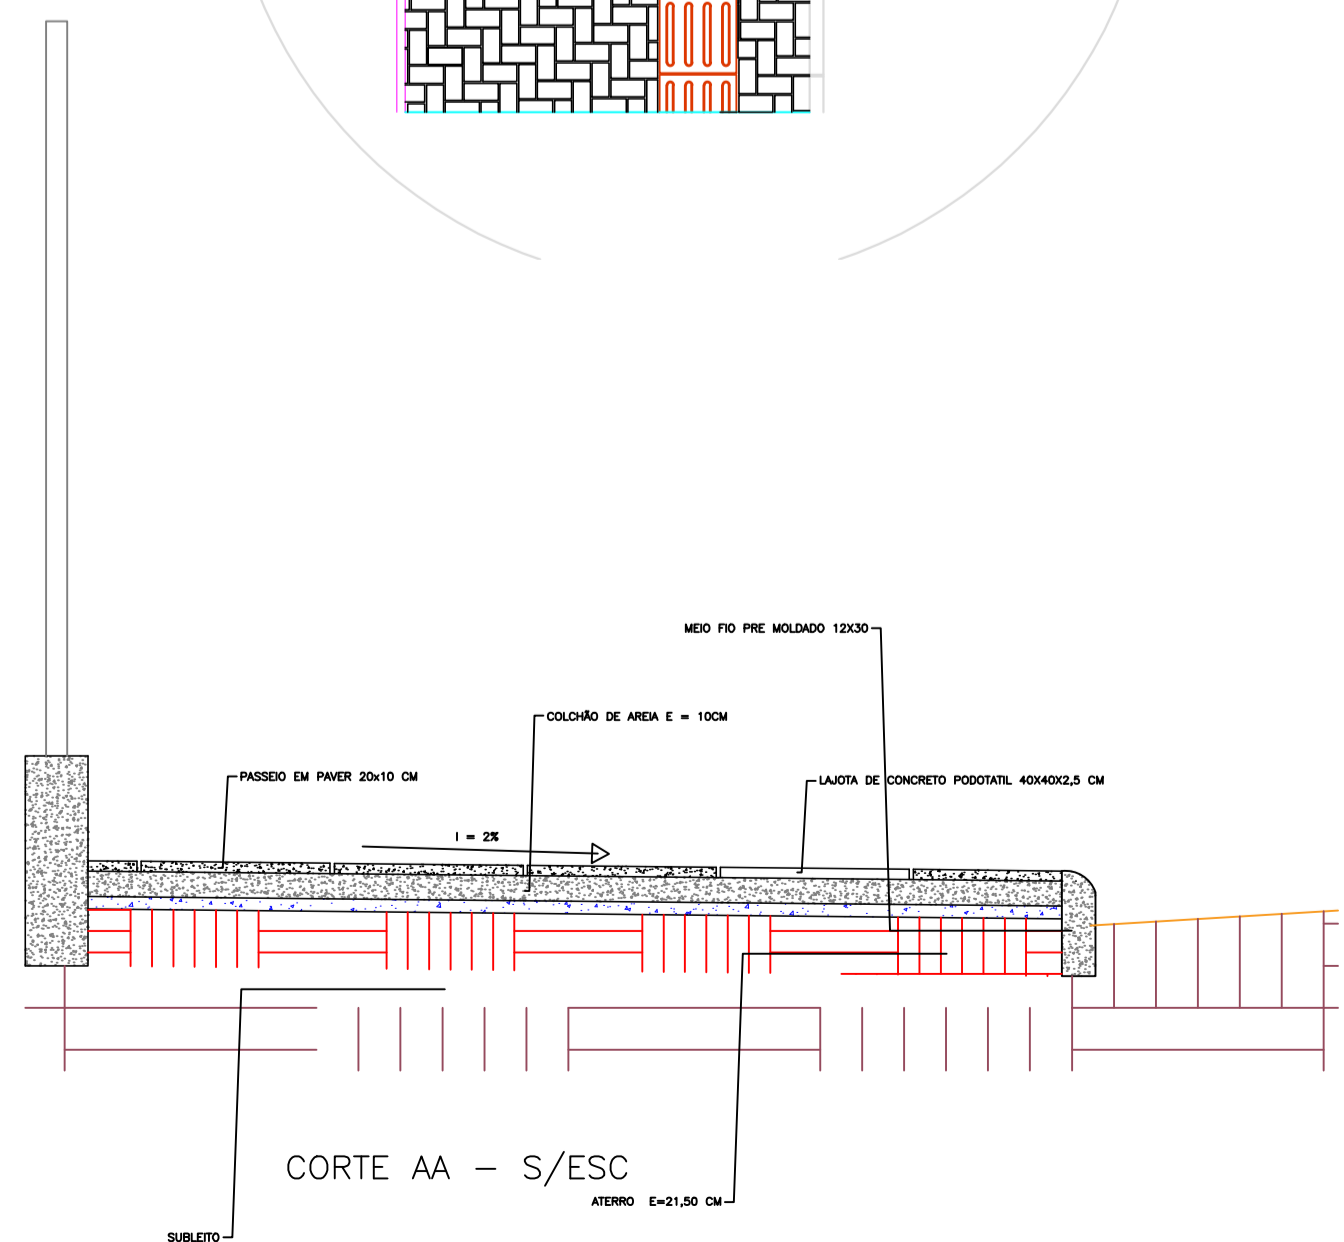 MEIO FIO PRE MOLDADO 12X30
COLCHÃO DE AREIA E = 10CM
PASSEIO EM PAVER 20x10 CM
LAJOTA DE CONCRETO PODOTATIL 40X40X2,5 CM
I = 2%
CORTE AA - S/ESC
ATERRO E=21,50 CM
SUBLEITO